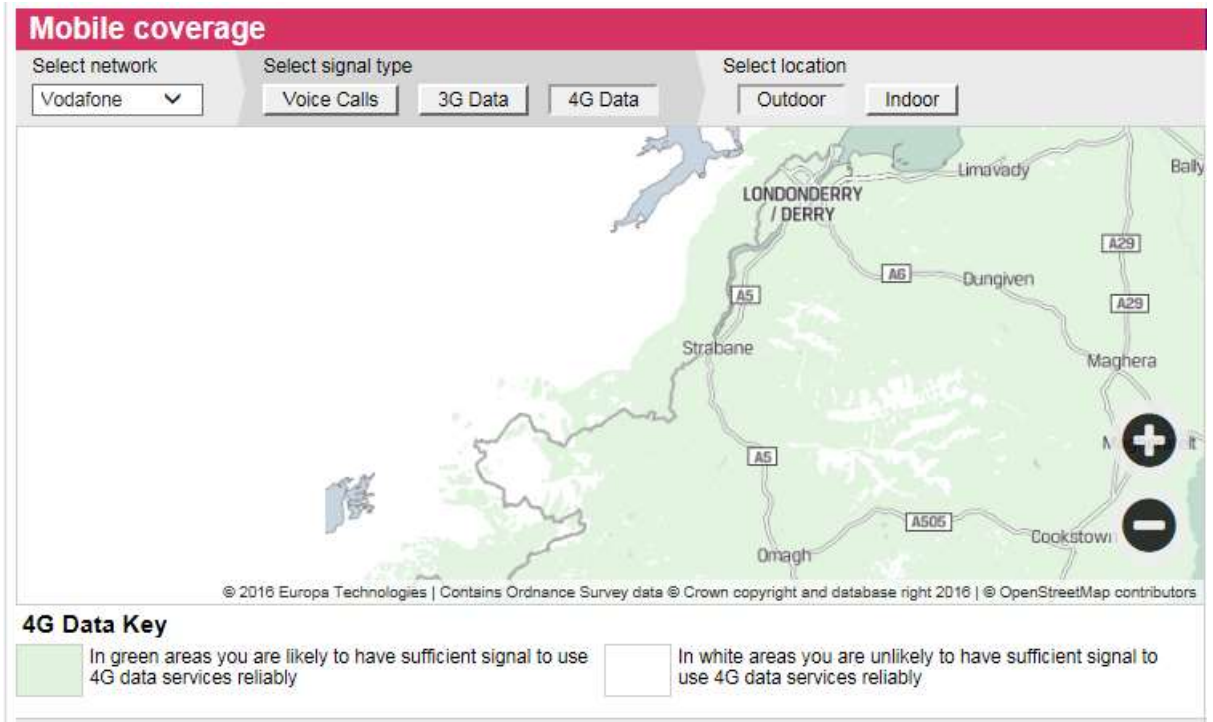 Mobile coverage
Select network
Select signal type
Select location
Vodafone
Voice Calls
3G Data
4G Data
Outdoor
Indoor
Limavady
Bally
LONDONDERRY
/ DERRY
A29
A6
Dungiven
A5
A29
Strabane
Maghera
A5
A505
Cookstown
Omagh
© 2016 Europa Technologies | Contains Ordnance Survey data © Crown copyright and database right 2016 | © OpenStreetMap contributors
4G Data Key
In green areas you are likely to have sufficient signal to use
4G data services reliably
In white areas you are unlikely to have sufficient signal to
use 4G data services reliably